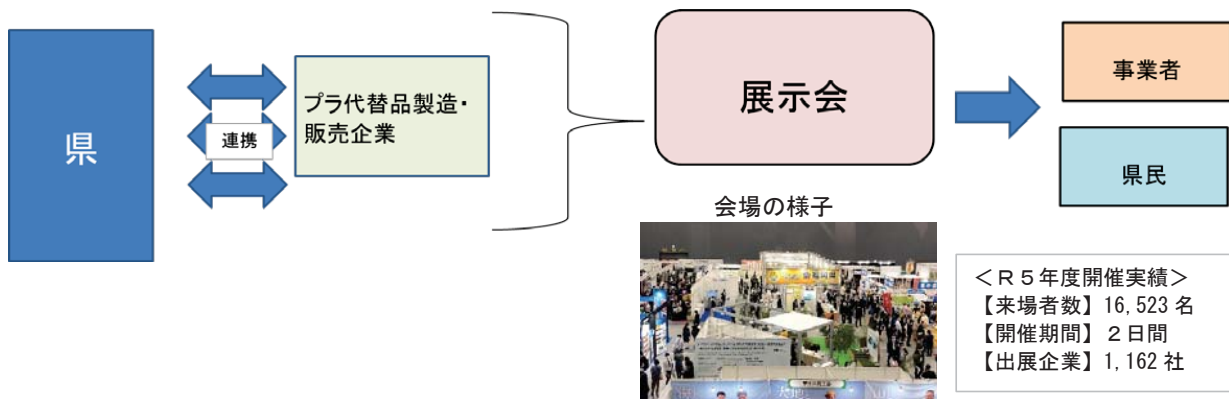 県
連携
プラ代替品製造・
販売企業
展示会
事業者
県民
会場の様子
＜Ｒ５年度開催実績＞
【来場者数】16,523 名
【開催期間】２日間
【出展企業】1,162 社